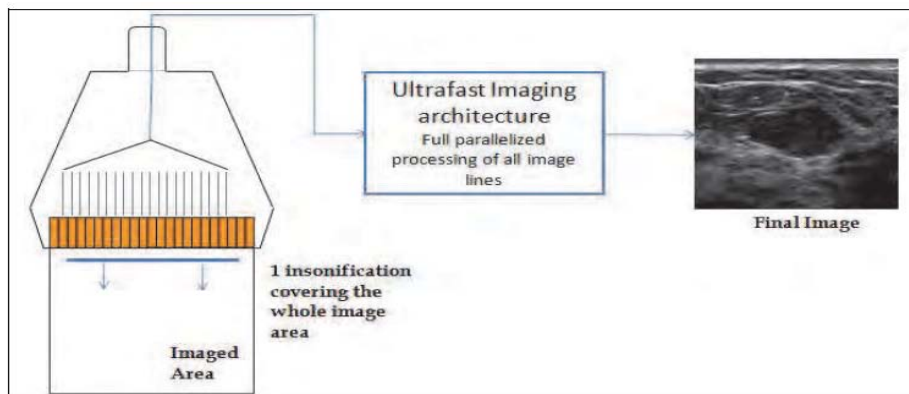 Ultrafast Imaging
architecture
Full parallelized
processing of all image
lines
Final Image
1 insonification
covering the
whole image
area
Imaged
Area